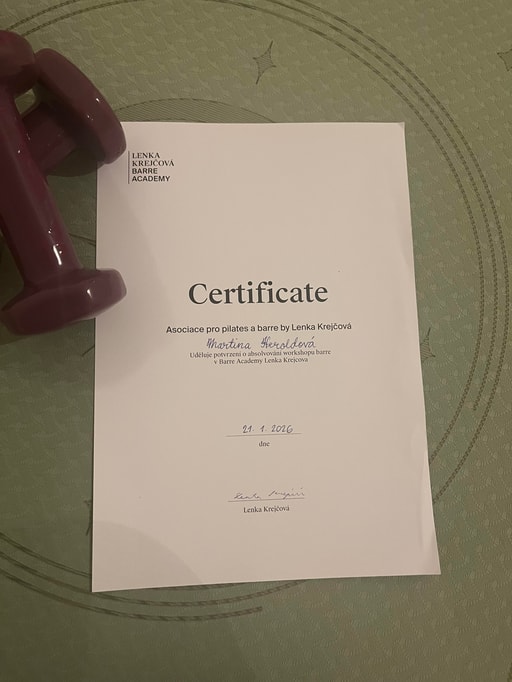 LENKA
KREJČOVÁ
BARRE
ACADEMY
Certificate
Asociace pro pilates a barre by Lenka Krejčová
Martina Heroldová
Uděluje potvrzení o absolvování workshopu barre
v Barre Academy Lenka Krejcova
21. 1. 2026
dne
Lenka Krejčová